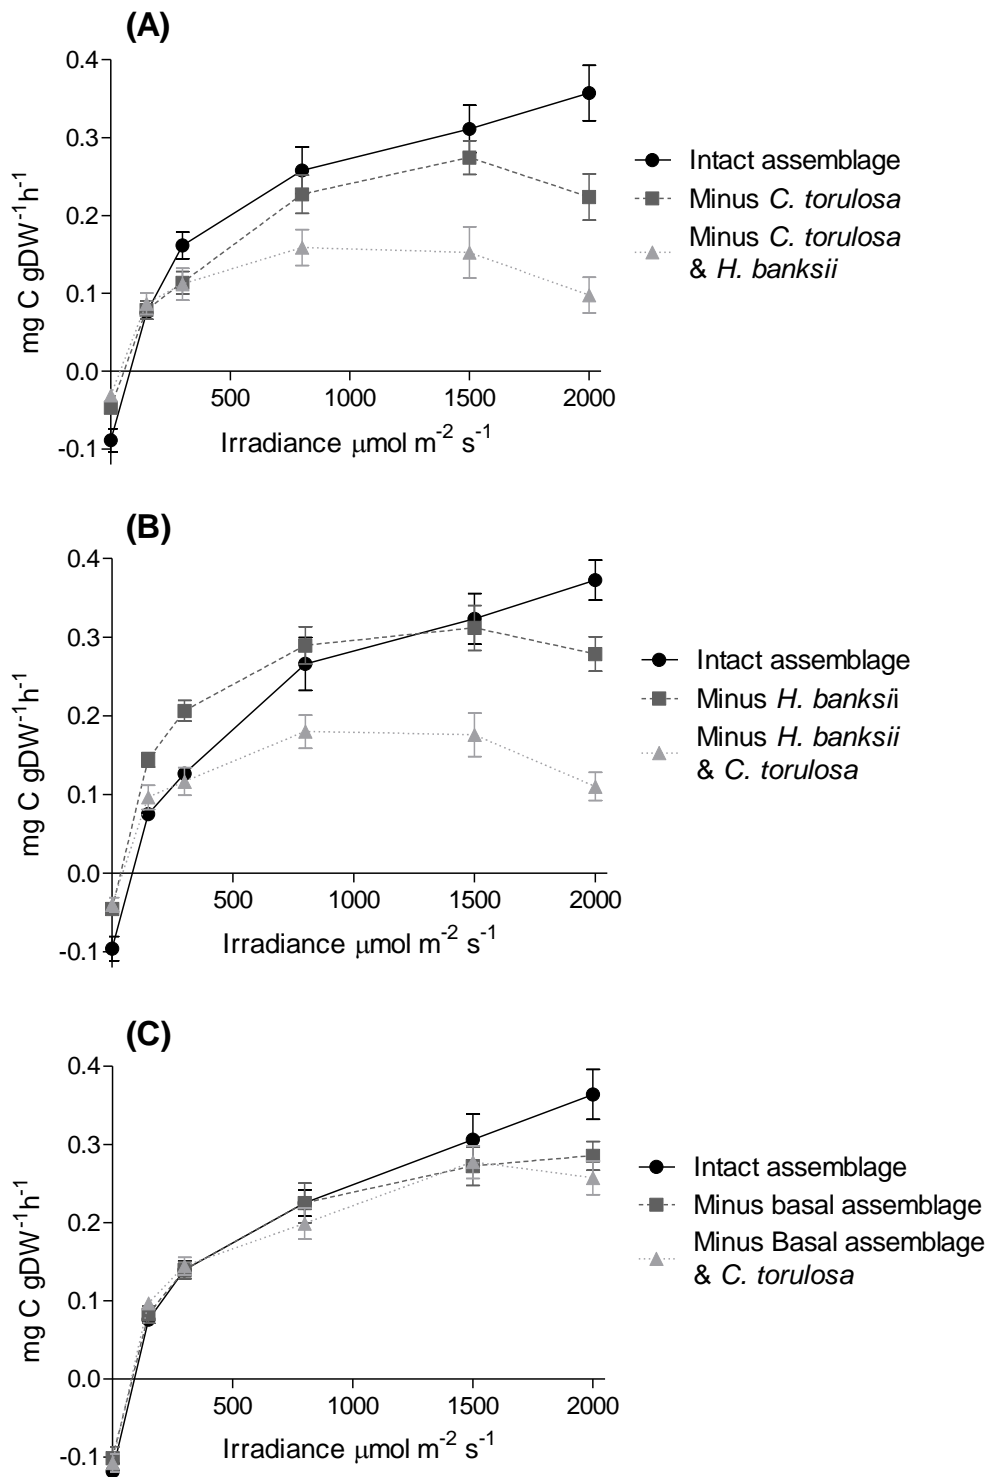 (A)
0.4
0.3
0.2
0.1
0.0
-0.1
500
1000
1500
2000
mg C gDW⁻¹h⁻¹
Irradiance μmol m⁻² s⁻¹
Intact assemblage
Minus C. torulosa
Minus C. torulosa
& H. banksii
(B)
0.4
0.3
0.2
0.1
0.0
-0.1
500
1000
1500
2000
mg C gDW⁻¹h⁻¹
Irradiance μmol m⁻² s⁻¹
Intact assemblage
Minus H. banksii
Minus H. banksii
& C. torulosa
(C)
0.4
0.3
0.2
0.1
0.0
-0.1
500
1000
1500
2000
mg C gDW⁻¹h⁻¹
Irradiance μmol m⁻² s⁻¹
Intact assemblage
Minus basal assemblage
Minus Basal assemblage
& C. torulosa